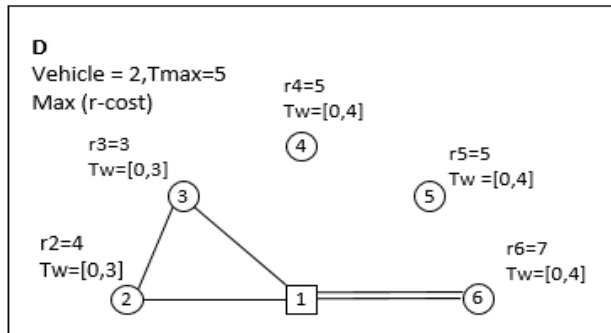 D
Vehicle = 2,Tmax=5
Max (r-cost)
r4=5
Tw=[0,4]
4
r3=3
Tw=[0,3]
3
r5=5
Tw =[0,4]
5
r2=4
Tw=[0,3]
2
1
r6=7
Tw=[0,4]
6